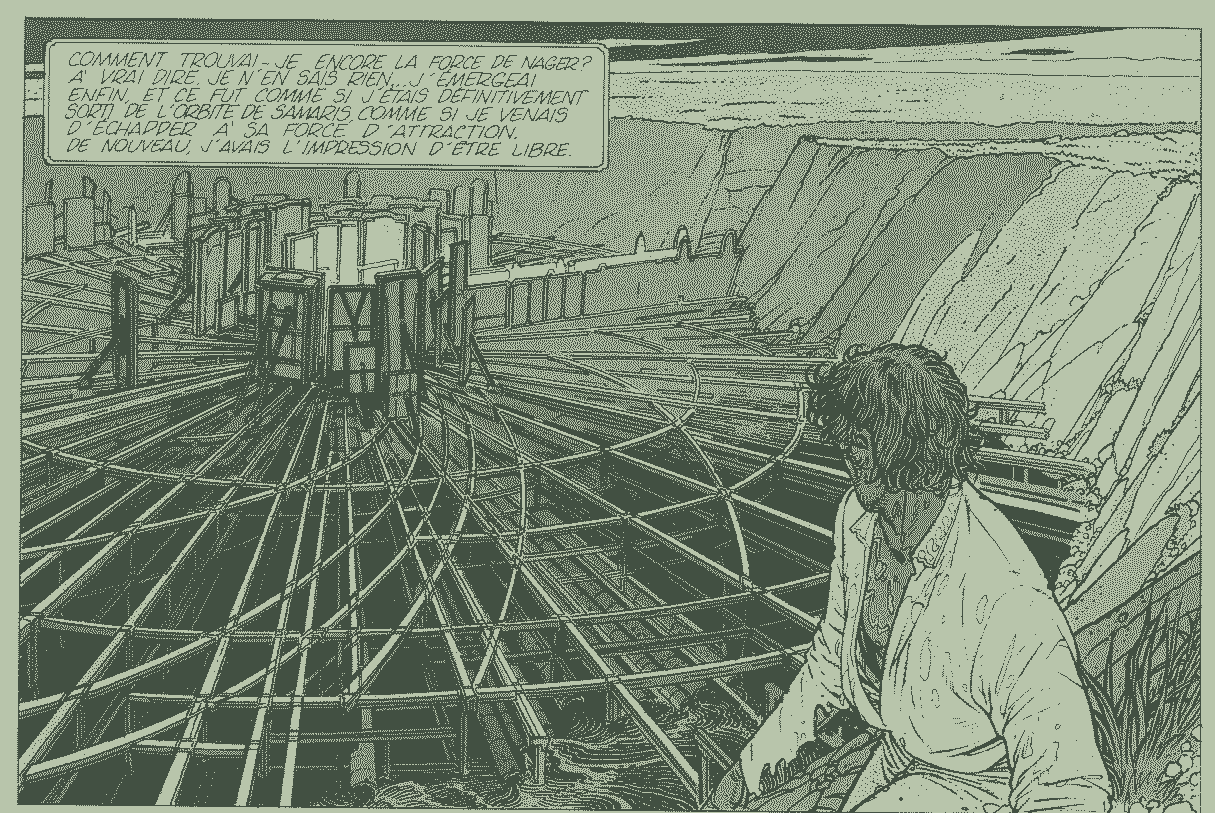 COMMENT TROUVAI-JE ENCORE LA FORCE DE NAGER?
A' VRAI DIRE, JE N'EN SAIS RIEN... J'ÉMERGEAI
ENFIN, ET CE FUT COMME SI J'ÉTAIS DÉFINITIVEMENT
SORTI DE L'ORBITE DE SAMARIS, COMME SI JE VENAIS
D'ÉCHAPPER A' SA FORCE D'ATTRACTION.
DE NOUVEAU, J'AVAIS L'IMPRESSION D'ÊTRE LIBRE.